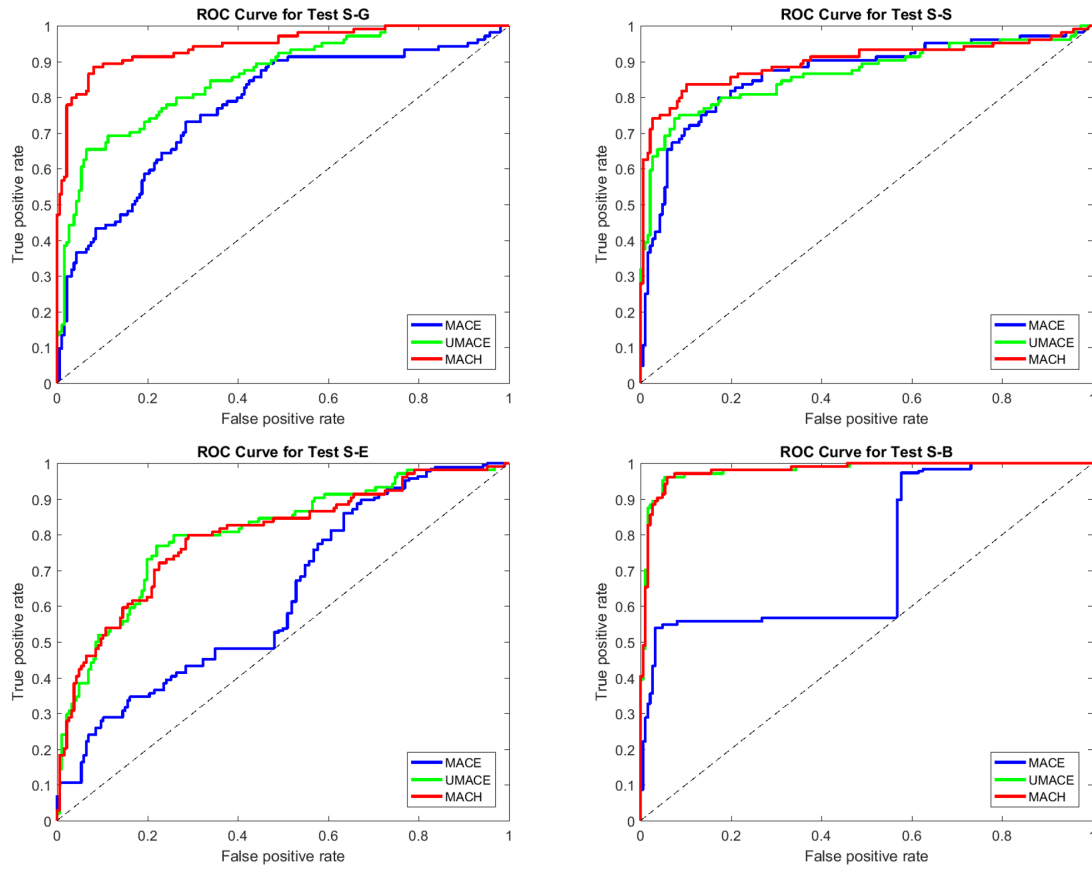 ROC Curve for Test S-G
1
0.9
0.8
0.7
0.6
0.5
0.4
0.3
0.2
0.1
0
True positive rate
MACE
UMACE
MACH
0 0.2 0.4 0.6 0.8 1
False positive rate
ROC Curve for Test S-S
1
0.9
0.8
0.7
0.6
0.5
0.4
0.3
0.2
0.1
0
True positive rate
MACE
UMACE
MACH
0 0.2 0.4 0.6 0.8 1
False positive rate
ROC Curve for Test S-E
1
0.9
0.8
0.7
0.6
0.5
0.4
0.3
0.2
0.1
0
True positive rate
MACE
UMACE
MACH
0 0.2 0.4 0.6 0.8 1
False positive rate
ROC Curve for Test S-B
1
0.9
0.8
0.7
0.6
0.5
0.4
0.3
0.2
0.1
0
True positive rate
MACE
UMACE
MACH
0 0.2 0.4 0.6 0.8 1
False positive rate